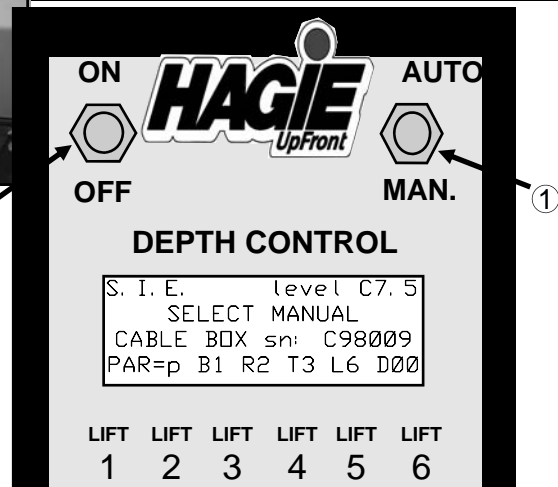 HAGIE
UpFront
ON AUTO
OFF MAN.
①
DEPTH CONTROL
S.I.E. level C7.5
SELECT MANUAL
CABLE BOX sn: C98009
PAR=p B1 R2 T3 L6 D00
LIFT LIFT LIFT LIFT LIFT LIFT
1 2 3 4 5 6